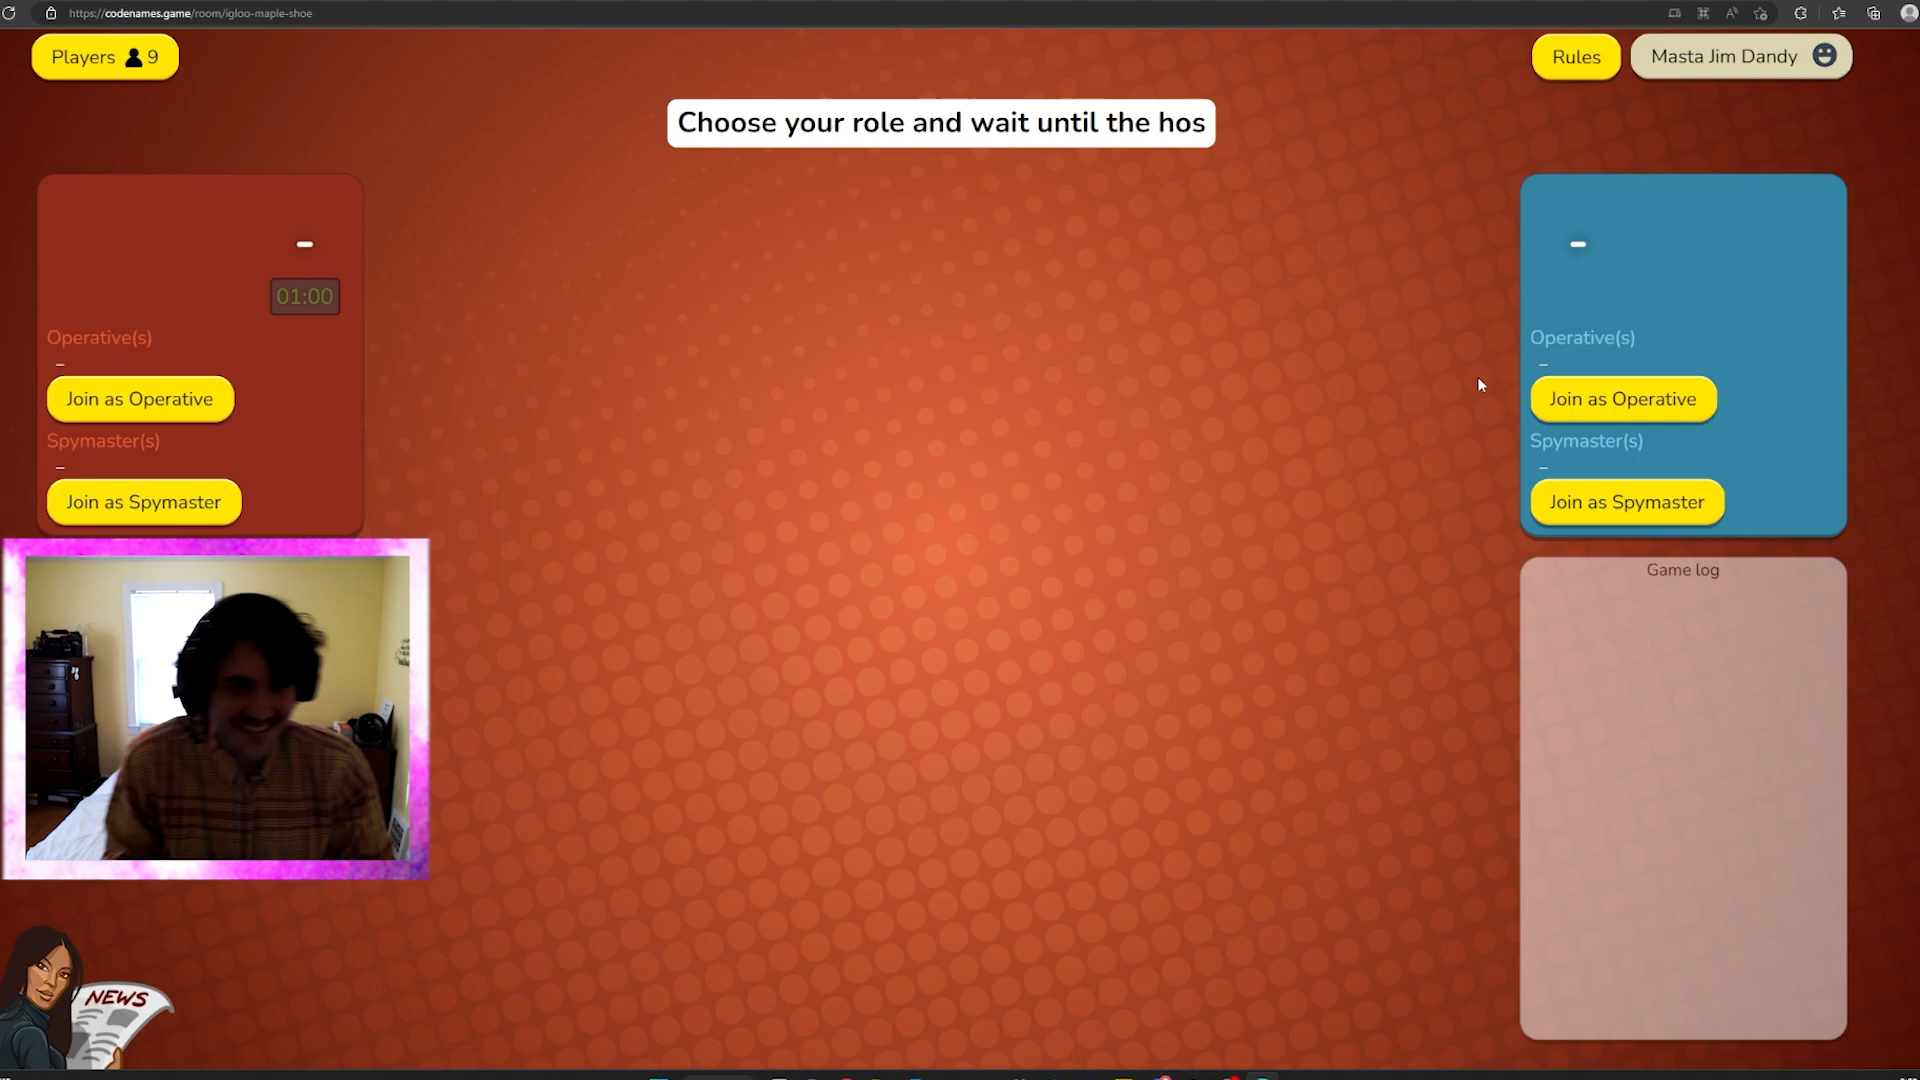 https://codenames.game/room/igloo-maple-shoe
Players 9
Rules
Masta Jim Dandy
Choose your role and wait until the hos
-
01:00
Operative(s)
–
Join as Operative
Spymaster(s)
–
Join as Spymaster
-
Operative(s)
–
Join as Operative
Spymaster(s)
–
Join as Spymaster
Game log
NEWS